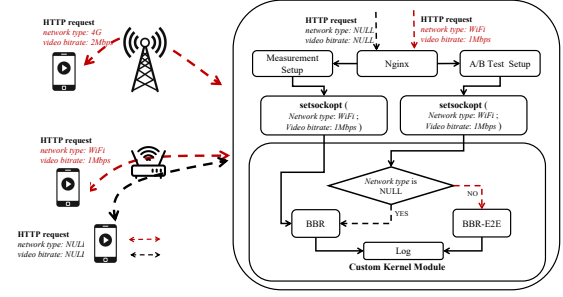 HTTP request
network type: 4G
video bitrate: 2Mbps
HTTP request
network type: WiFi
video bitrate: 1Mbps
HTTP request
network type: NULL
video bitrate: NULL
HTTP request
network type: NULL
video bitrate: NULL
HTTP request
network type: WiFi
video bitrate: 1Mbps
Measurement
Setup
Nginx
A/B Test Setup
setsockopt (
Network type: WiFi ;
Video bitrate: 1Mbps )
setsockopt (
Network type: WiFi ;
Video bitrate: 1Mbps )
Network type is
NULL
NO
YES
BBR
BBR-E2E
Log
Custom Kernel Module